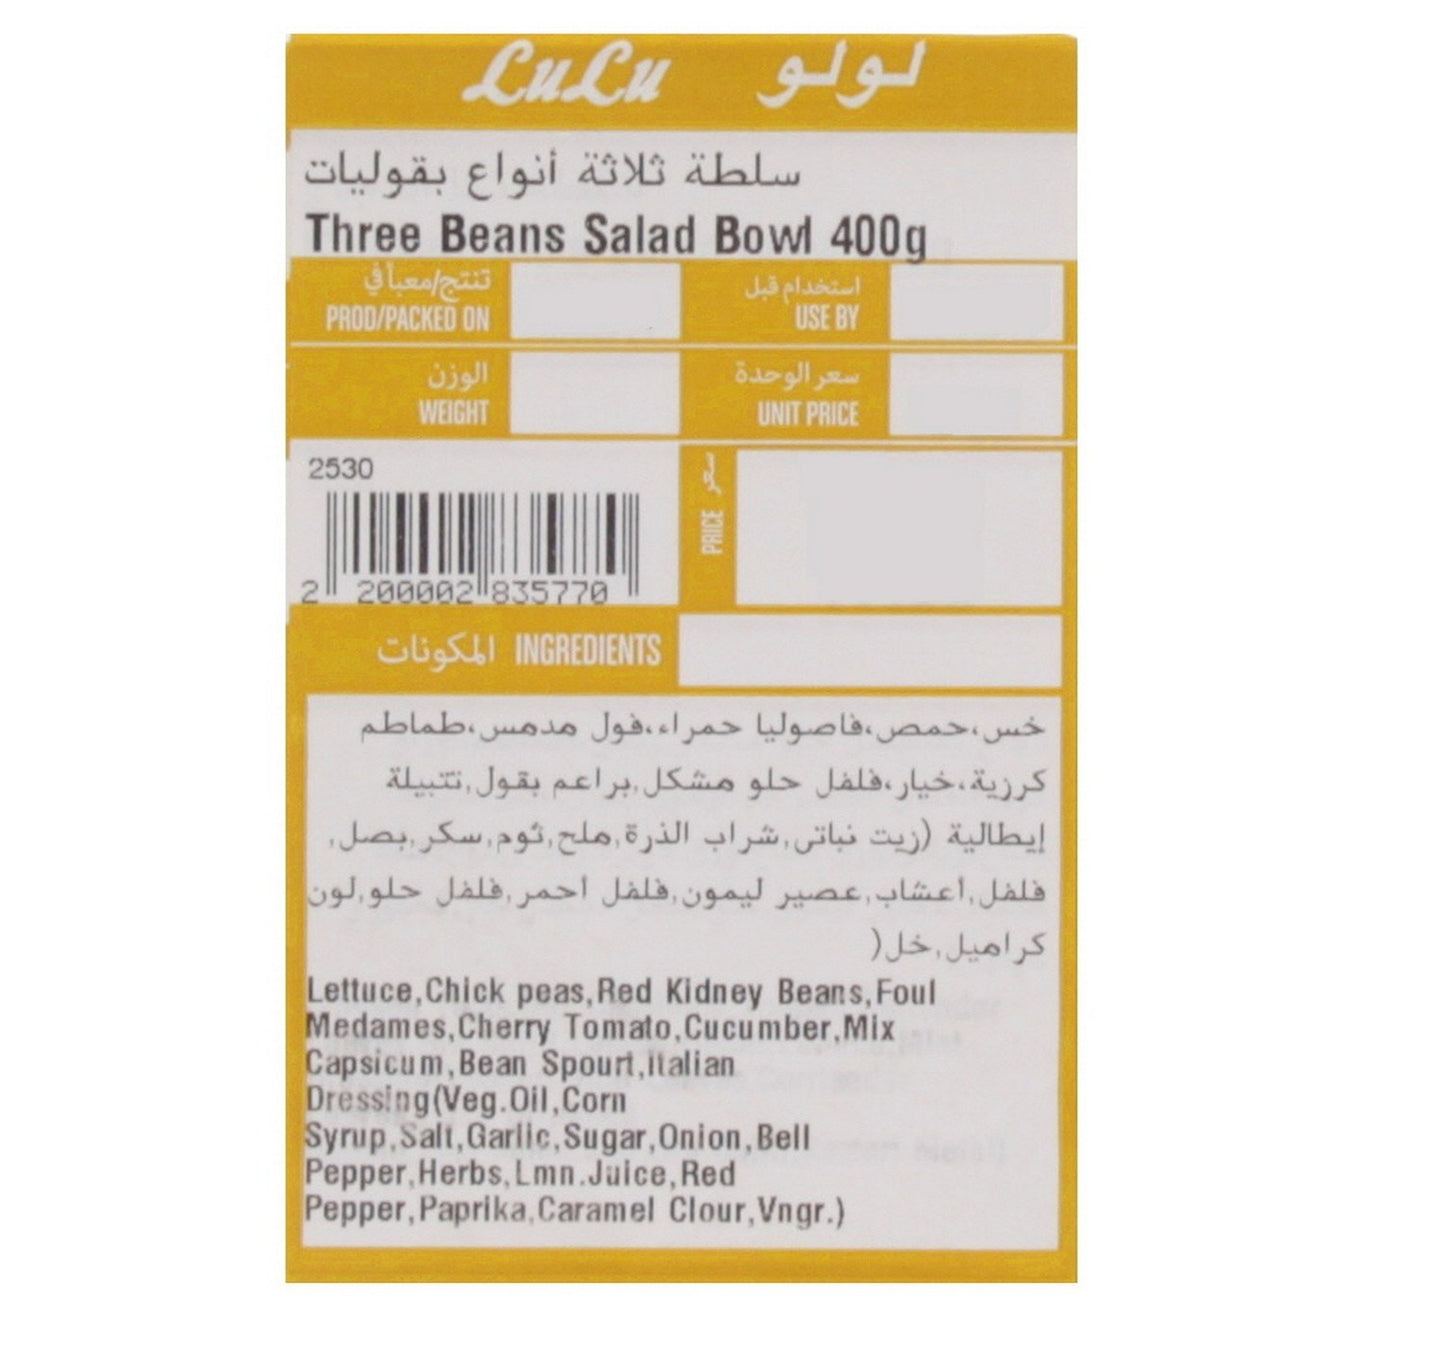 LuLu لولو
سلطة ثلاثة أنواع بقوليات
Three Beans Salad Bowl 400g
تنتج/معبأ في
PROD/PACKED ON
استخدام قبل
USE BY
الوزن
WEIGHT
سعر الوحدة
UNIT PRICE
2530
2 200002 835770
سعر PRICE
المكونات INGREDIENTS
خس،حمص،فاصوليا حمراء،فول مدمس،طماطم
كرزية،خيار،فلفل حلو مشكل,براعم بقول,تتبيلة
إيطالية (زيت نباتى,شراب الذرة,ملح,ثوم,سكر,بصل,
فلفل,أعشاب,عصير ليمون,فلفل أحمر,فلفل حلو,لون
كراميل,خل(
Lettuce,Chick peas,Red Kidney Beans,Foul
Medames,Cherry Tomato,Cucumber,Mix
Capsicum,Bean Spourt,Italian
Dressing(Veg.Oil,Corn
Syrup,Salt,Garlic,Sugar,Onion,Bell
Pepper,Herbs,Lmn.Juice,Red
Pepper,Paprika,Caramel Clour,Vngr.)